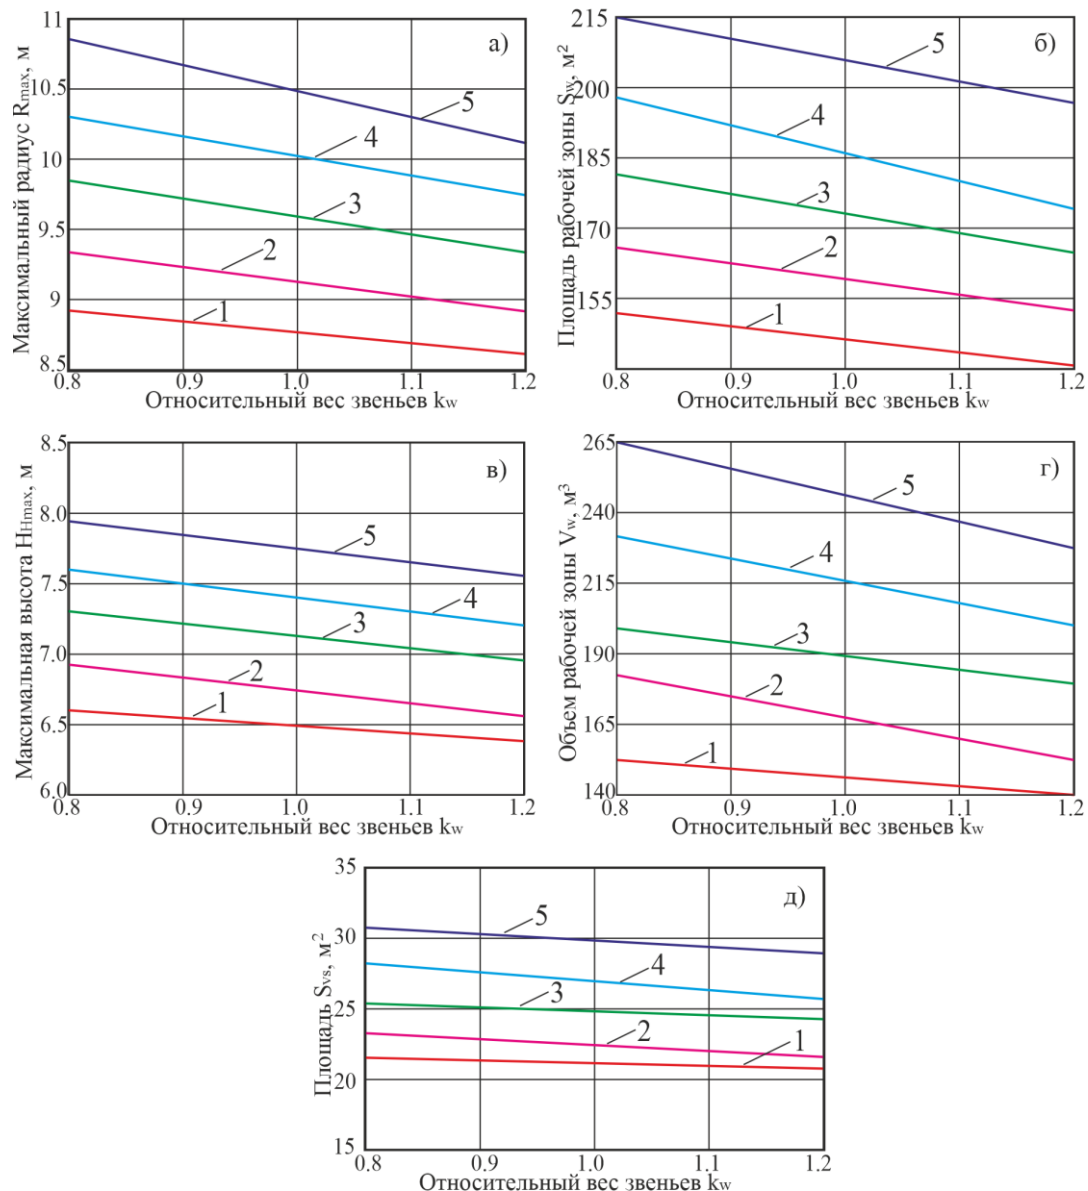 Максимальный радиус Rmax, м
11
10.5
10
9.5
9
8.5
а)
5
4
3
2
1
0.8 0.9 1.0 1.1 1.2
Относительный вес звеньев kw
Площадь рабочей зоны Sw, м²
215
200
185
170
155
б)
5
4
3
2
1
0.8 0.9 1.0 1.1 1.2
Относительный вес звеньев kw
Максимальная высота HHmax, м
8.5
8.0
7.5
7.0
6.5
6.0
в)
5
4
3
2
1
0.8 0.9 1.0 1.1 1.2
Относительный вес звеньев kw
Объем рабочей зоны Vw, м³
265
240
215
190
165
140
г)
5
4
3
2
1
0.8 0.9 1.0 1.1 1.2
Относительный вес звеньев kw
Площадь Svs, м²
35
30
25
20
15
д)
5
4
3
2
1
0.8 0.9 1.0 1.1 1.2
Относительный вес звеньев kw